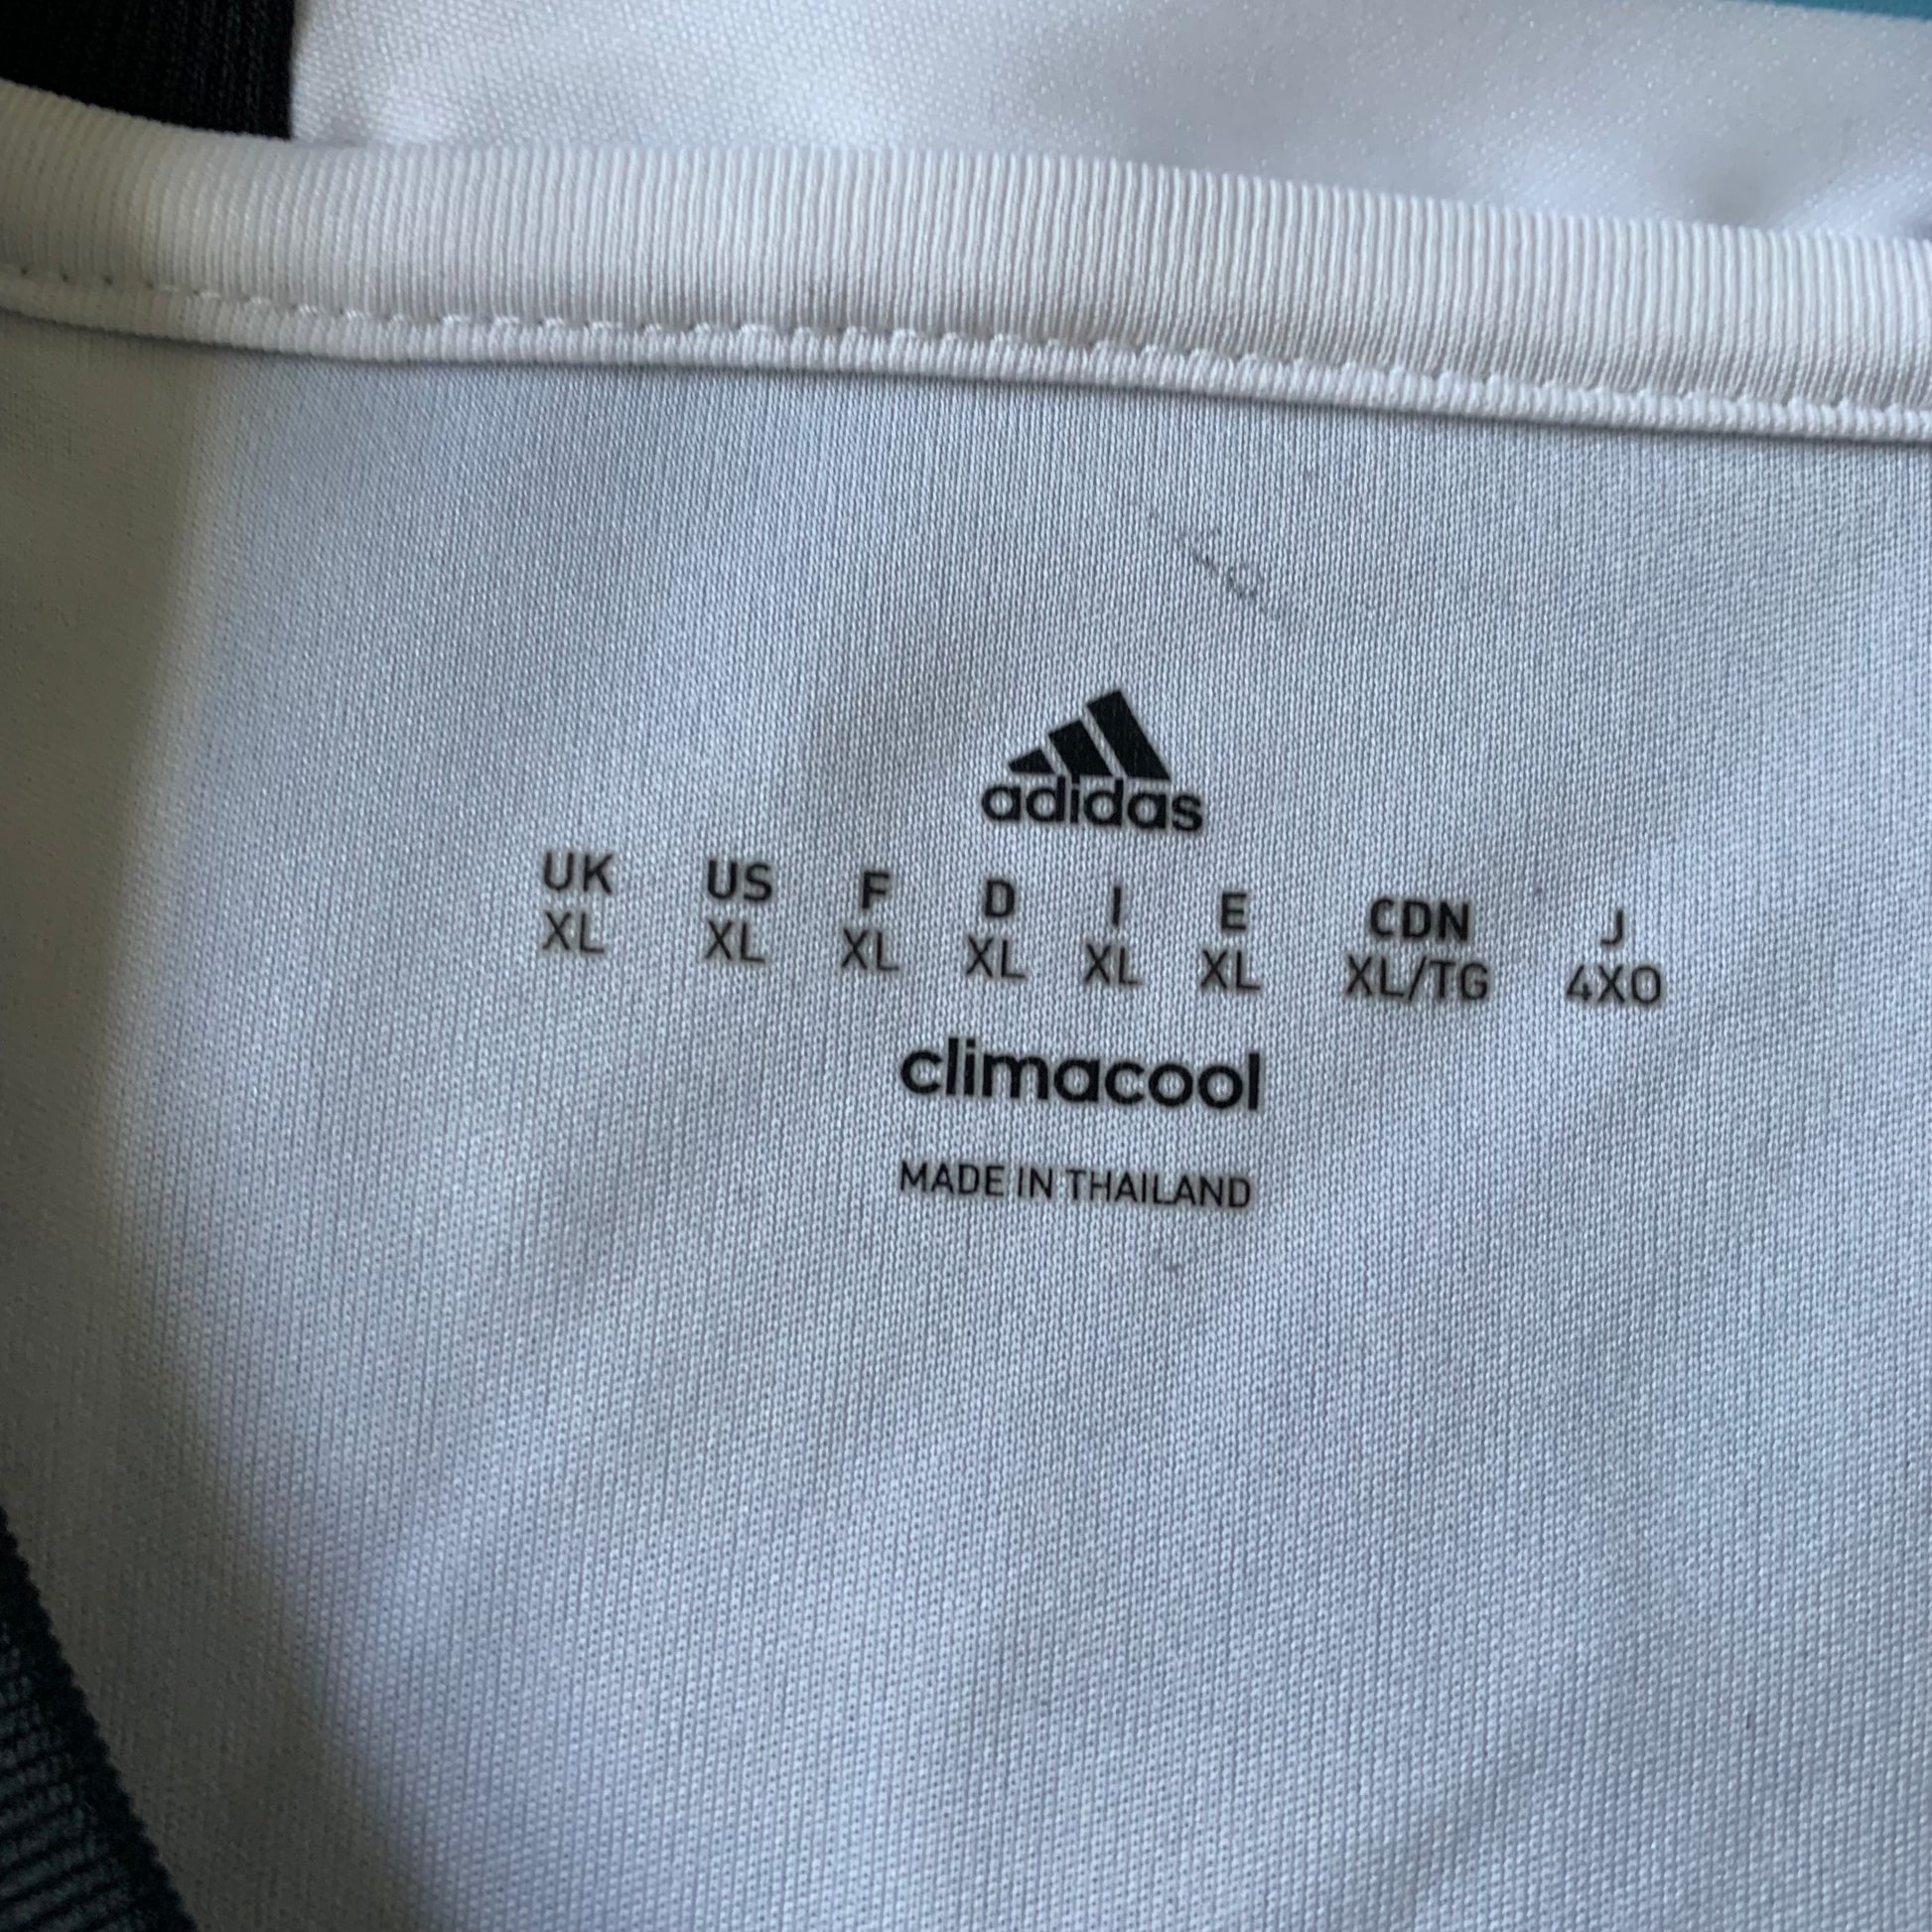 adidas
UK US F D I E CDN J
XL XL XL XL XL XL XL/TG 4XO
climacool
MADE IN THAILAND